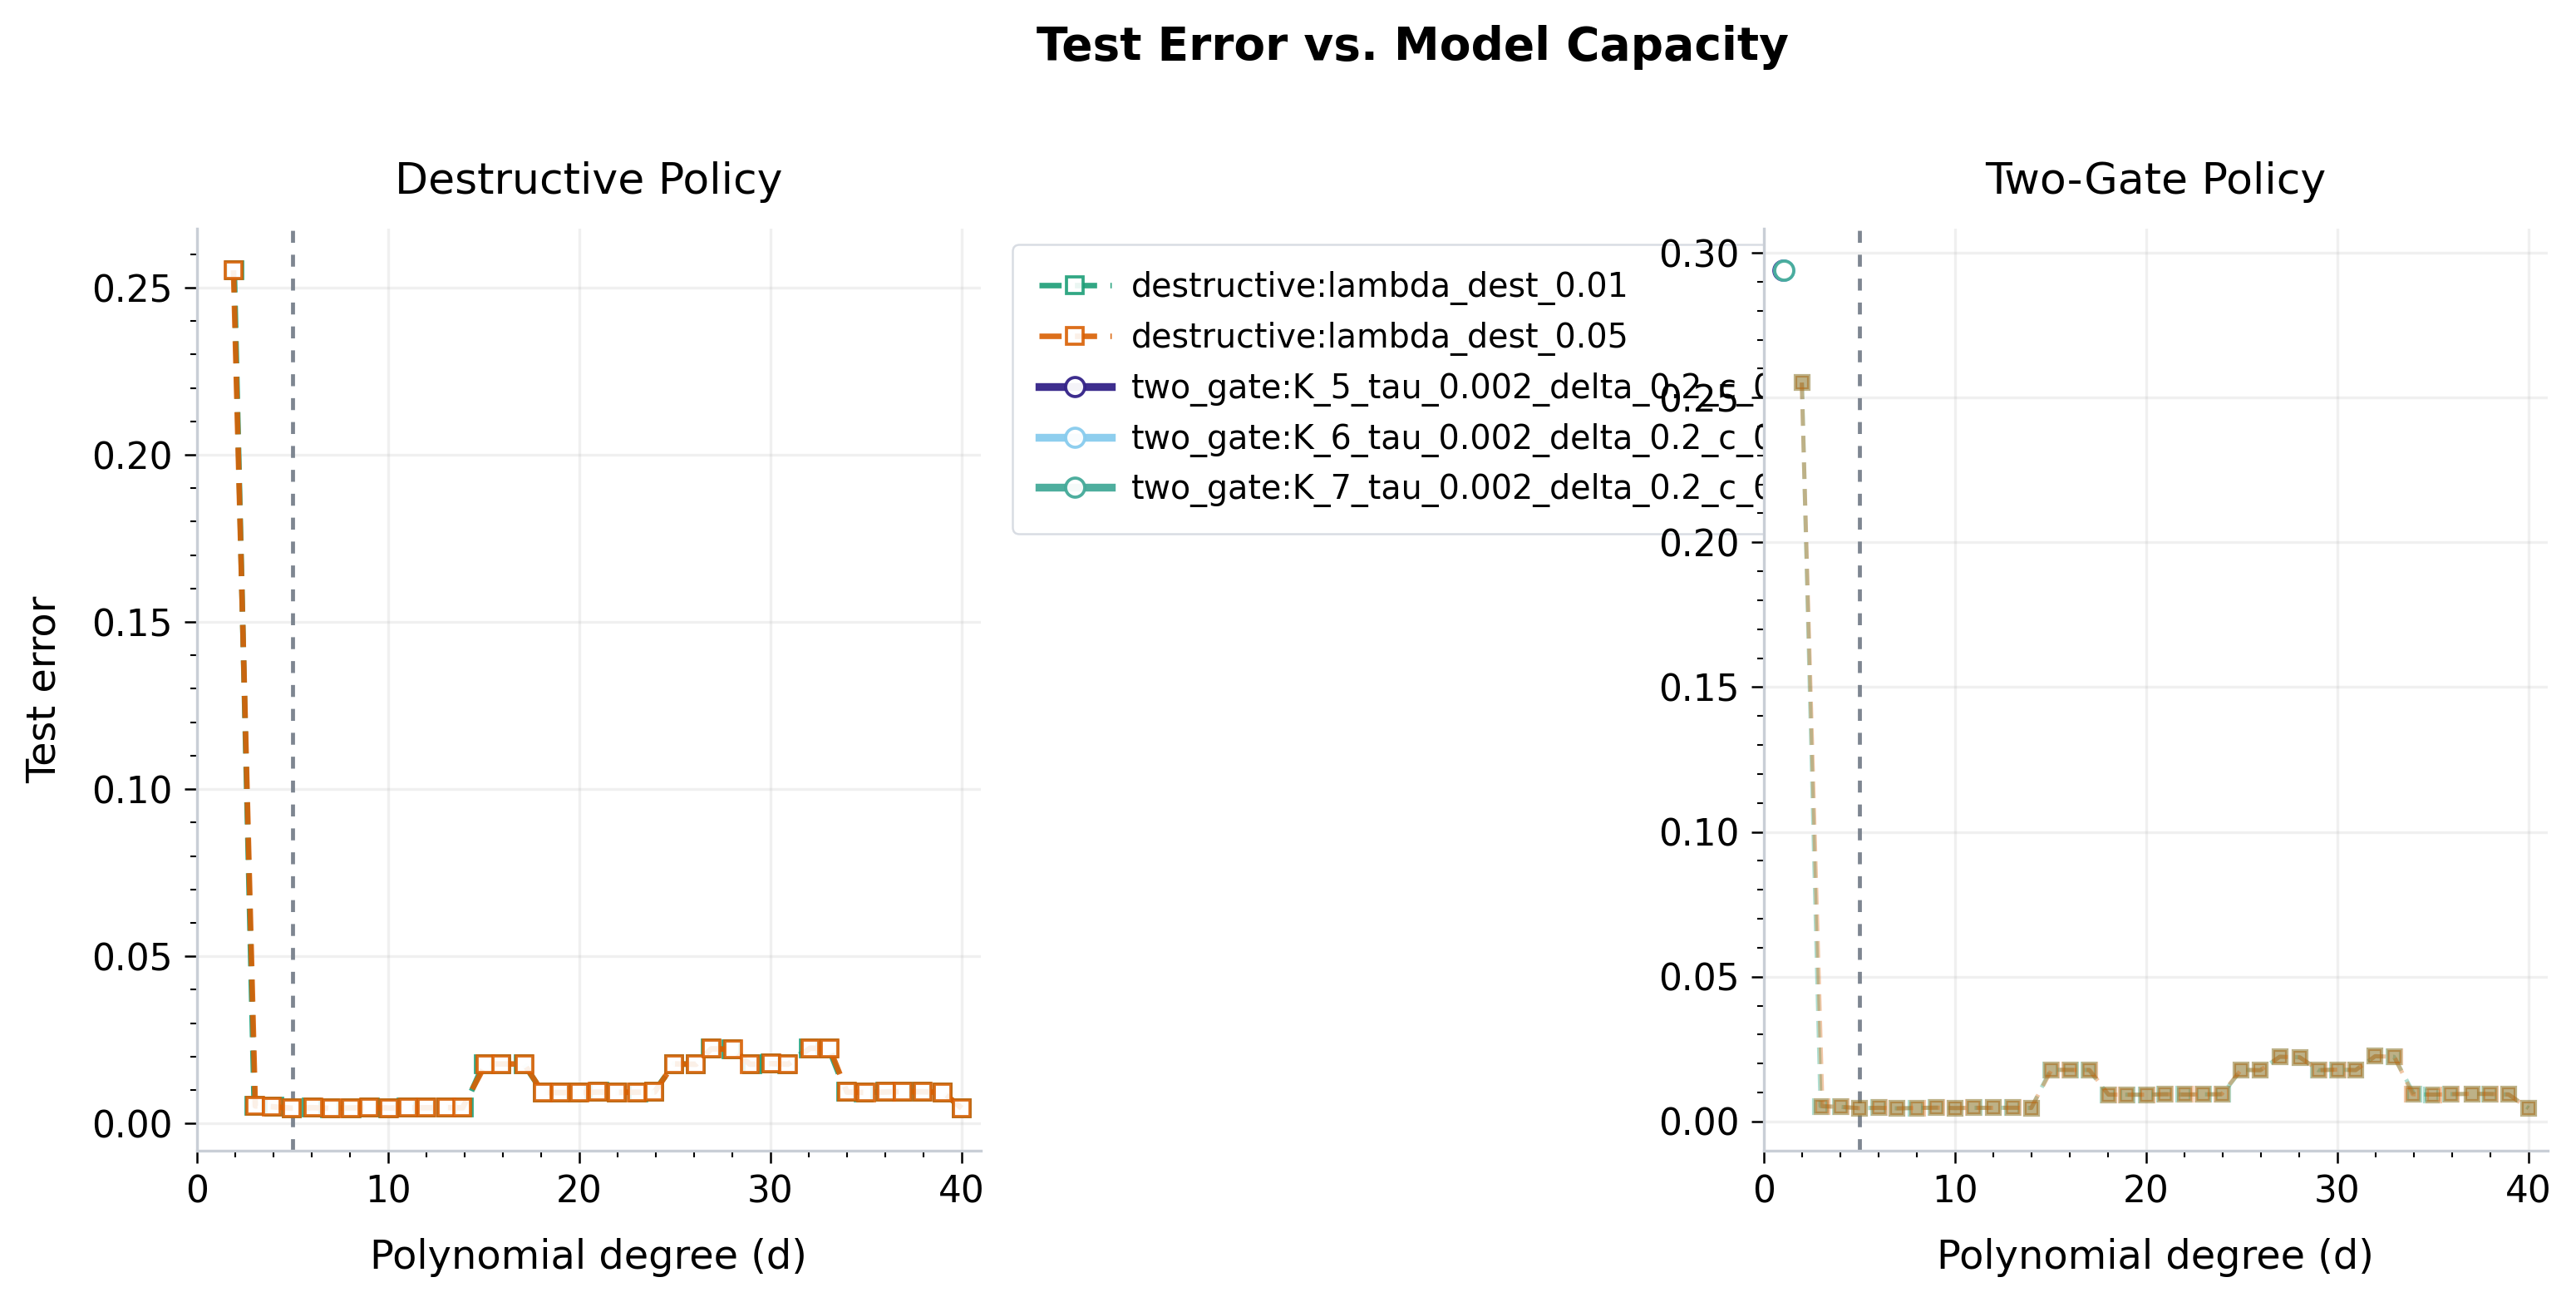 Test Error vs. Model Capacity
Destructive Policy
0.25
0.20
0.15
0.10
0.05
0.00
Test error
0
10
20
30
40
Polynomial degree (d)
destructive:lambda_dest_0.01
destructive:lambda_dest_0.05
two_gate:K_5_tau_0.002_delta_0.2_c_
two_gate:K_6_tau_0.002_delta_0.2_c_
two_gate:K_7_tau_0.002_delta_0.2_c_
Two-Gate Policy
0.30
0.25
0.20
0.15
0.10
0.05
0.00
0
10
20
30
40
Polynomial degree (d)